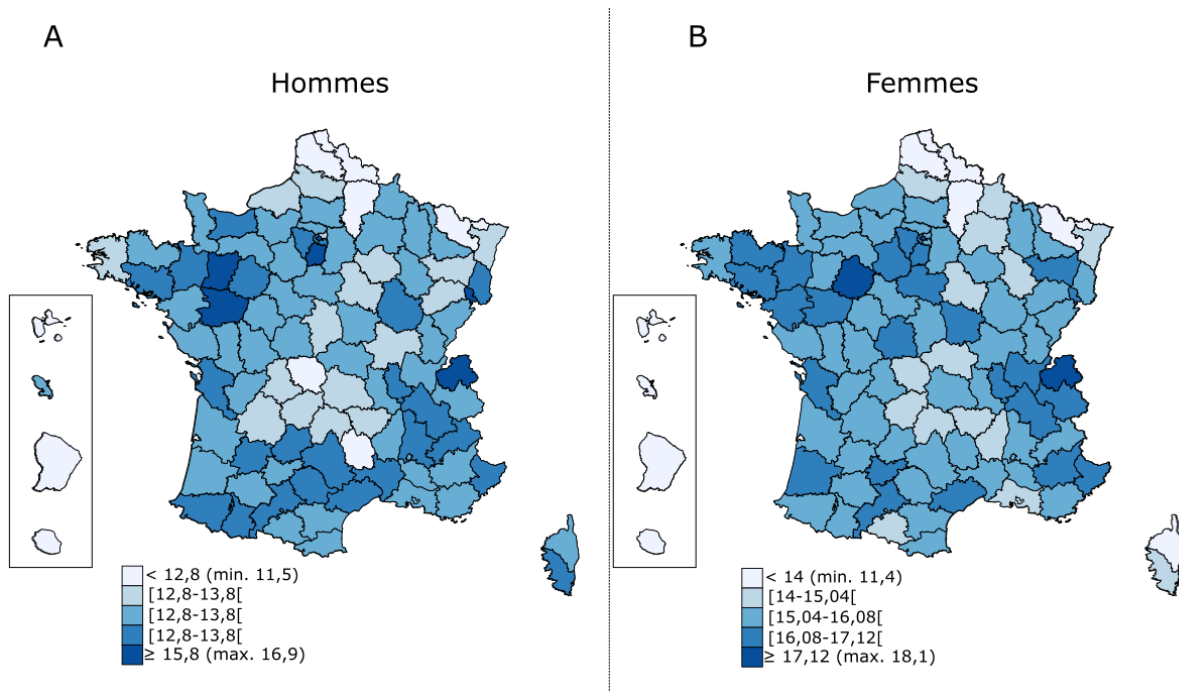 A
Hommes
< 12,8 (min. 11,5)
[12,8-13,8[
[12,8-13,8[
[12,8-13,8[
≥ 15,8 (max. 16,9)
B
Femmes
< 14 (min. 11,4)
[14-15,04[
[15,04-16,08[
[16,08-17,12[
≥ 17,12 (max. 18,1)